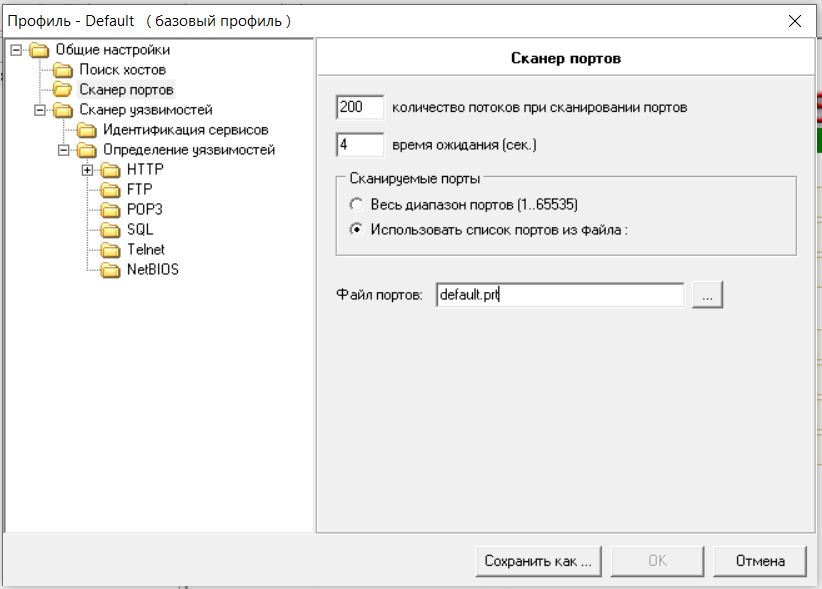 Профиль - Default ( базовый профиль )
Общие настройки
Поиск хостов
Сканер портов
Сканер уязвимостей
Идентификация сервисов
Определение уязвимостей
HTTP
FTP
POP3
SQL
Telnet
NetBIOS
Сканер портов
200 количество потоков при сканировании портов
4 время ожидания (сек.)
Сканируемые порты
Весь диапазон портов (1..65535)
Использовать список портов из файла :
Файл портов: default.prt ...
Сохранить как ... OK Отмена